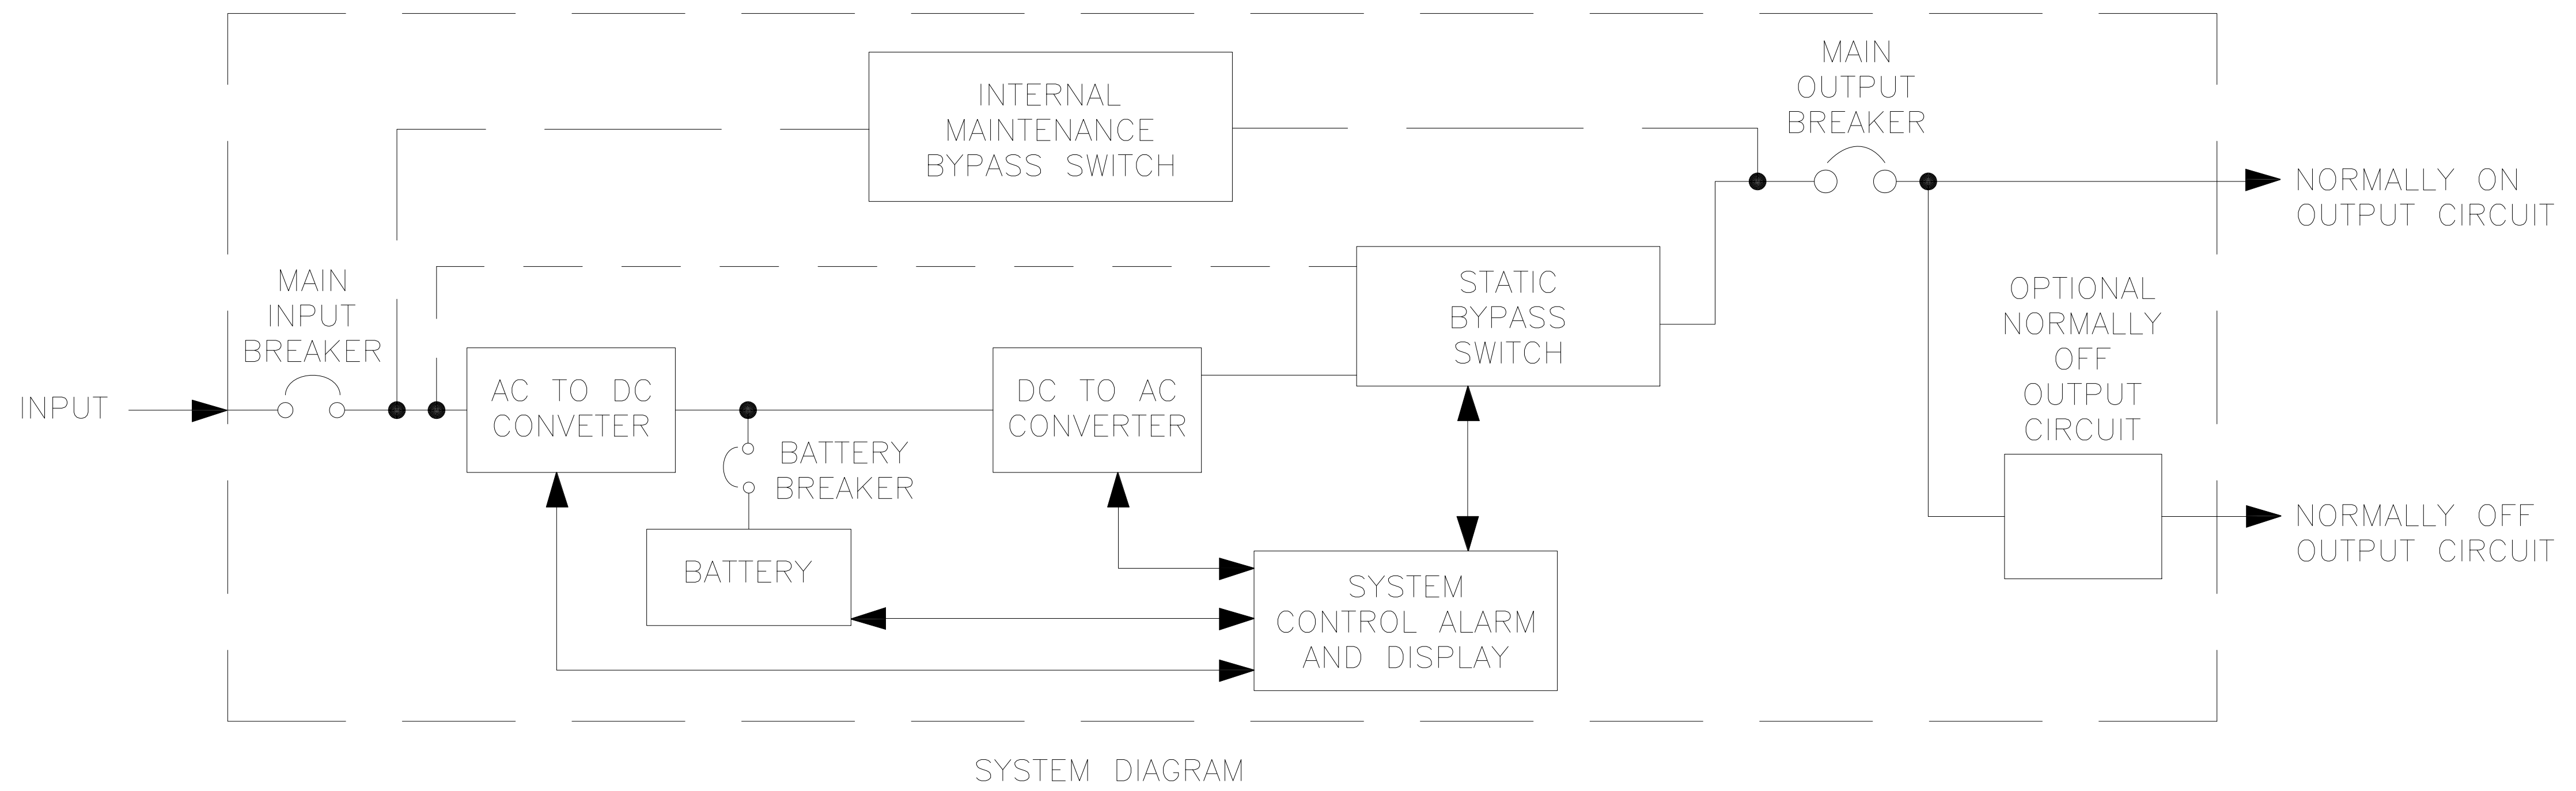 MAIN
OUTPUT
BREAKER
INTERNAL
MAINTENANCE
BYPASS SWITCH
NORMALLY ON
OUTPUT CIRCUIT
MAIN
INPUT
BREAKER
STATIC
BYPASS
SWITCH
OPTIONAL
NORMALLY
OFF
OUTPUT
CIRCUIT
INPUT
AC TO DC
CONVETER
DC TO AC
CONVERTER
BATTERY
BREAKER
NORMALLY OFF
OUTPUT CIRCUIT
BATTERY
SYSTEM
CONTROL ALARM
AND DISPLAY
SYSTEM DIAGRAM